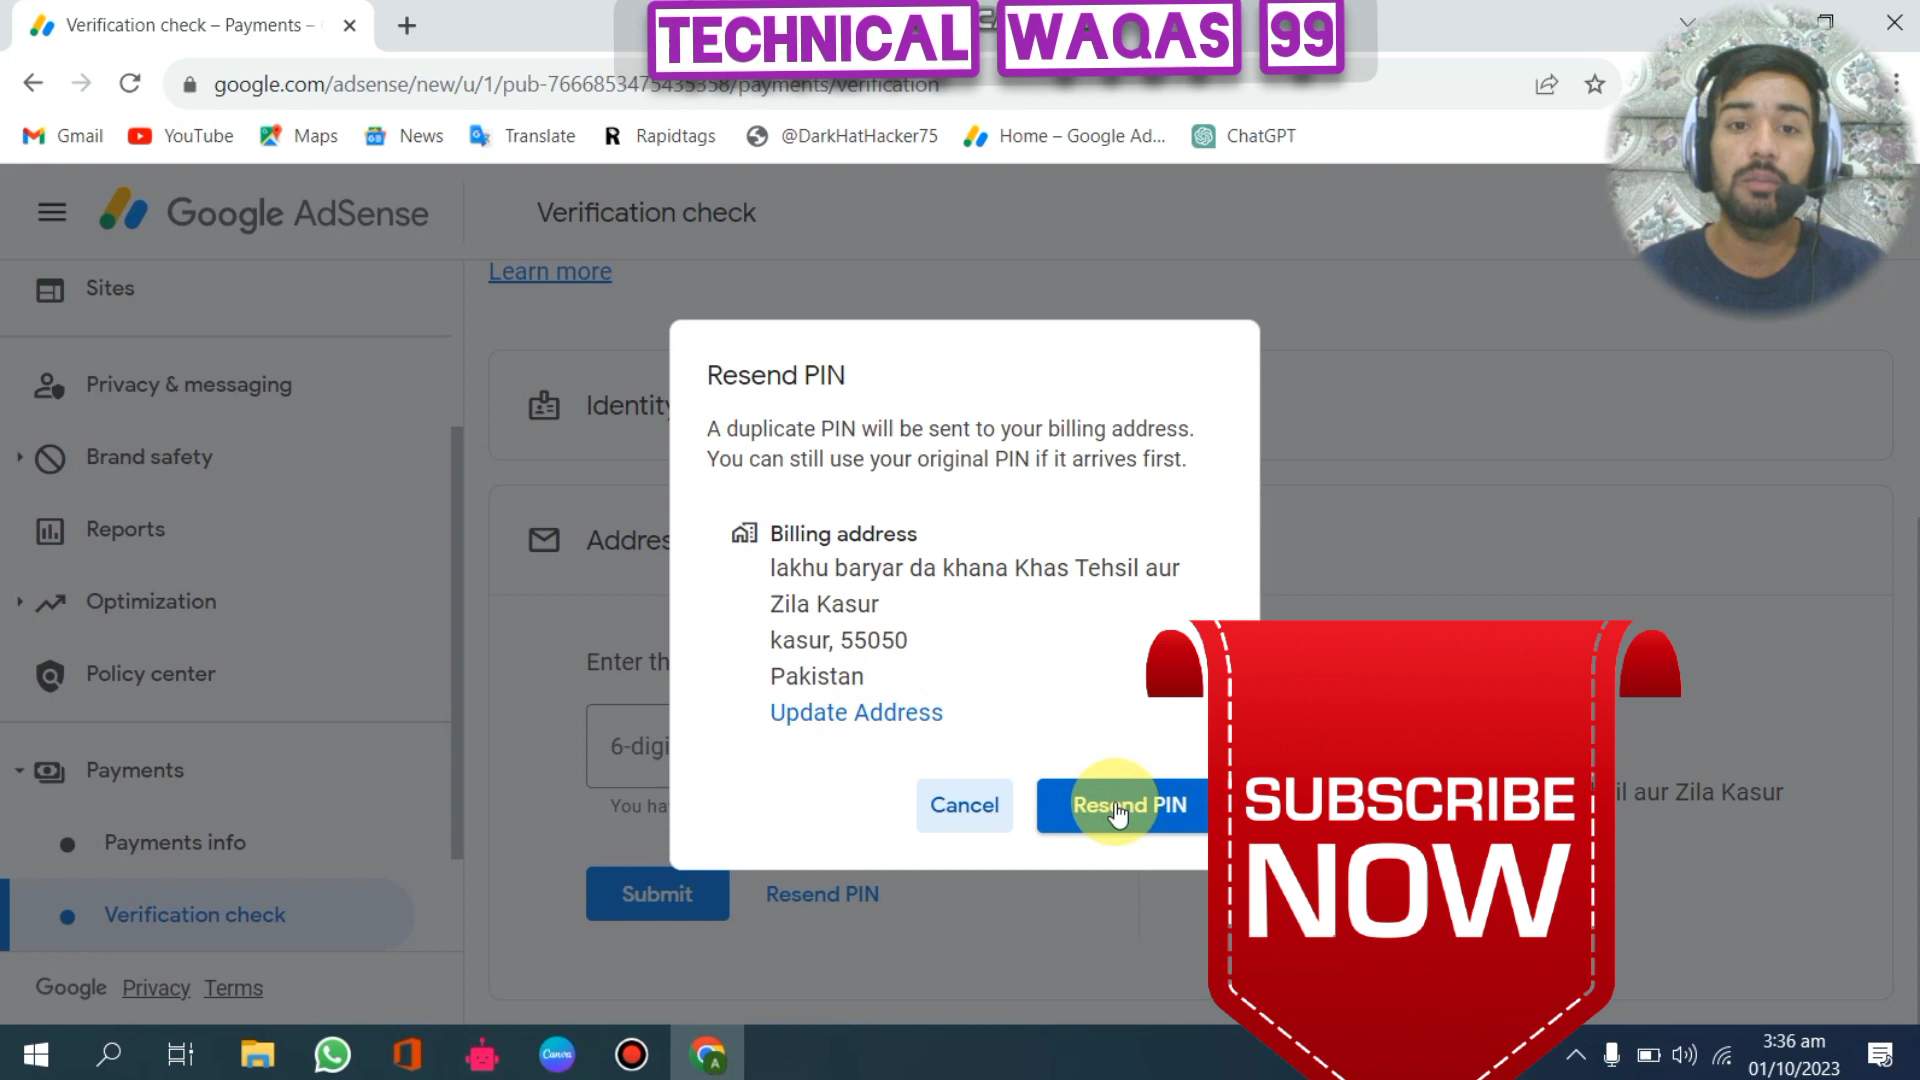 Verification check – Payments –
TECHNICAL WAQAS 99
google.com/adsense/new/u/1/pub-7666853475435358/payments/verification
Gmail
YouTube
Maps
News
Translate
R Rapidtags
@DarkHatHacker75
Home – Google Ad...
ChatGPT
Google AdSense
Verification check
Learn more
Sites
Privacy & messaging
Brand safety
Reports
Optimization
Policy center
Payments
Payments info
Verification check
Google Privacy Terms
Identity
Addres
Enter th
6-digi
You ha
Submit
Resend PIN
il aur Zila Kasur
Resend PIN
A duplicate PIN will be sent to your billing address.
You can still use your original PIN if it arrives first.
Billing address
lakhu baryar da khana Khas Tehsil aur
Zila Kasur
kasur, 55050
Pakistan
Update Address
Cancel
Resend PIN
SUBSCRIBE
NOW
Canva
A
3:36 am
01/10/2023